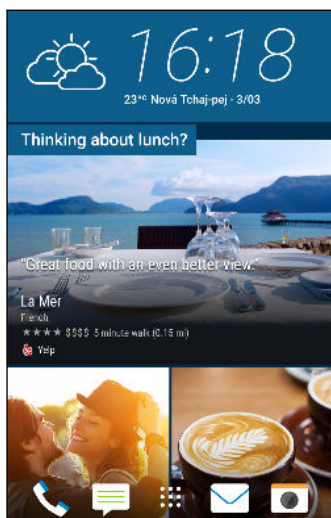 16:18
23°C Nová Tchaj-pej - 3/03
Thinking about lunch?
"Great food with an even better view."
La Mer
French
★★★★ $$$$ 5 minute walk (0.15 mi)
Yelp